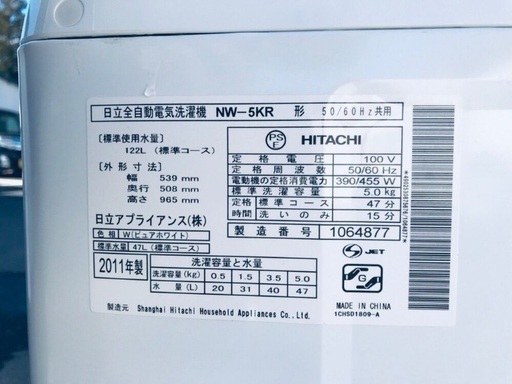 日立全自動電気洗濯機 NW-5KR 形 50/60Hz共用
[標準使用水量]
122L (標準コース)
[外形寸法]
幅 539 mm
奥行 508 mm
高さ 965 mm
日立アプライアンス(株)
色相 W(ピュアホワイト)
標準水量 47L (標準コース)
PS E HITACHI
定格電圧 100 V
定格周波数 50/60 Hz
電動機の定格消費電力 390/455 W
標準洗濯容量 5.0 kg
定格 標準コース 47分
時間 洗いのみ 15分
製造番号 1064877
2011年製
洗濯容量と水量
洗濯容量(kg) 0.5 1.5 3.5 5.0
水量(L) 20 31 40 47
JET
MADE IN CHINA
1CHSD1809-A
製造元 Shanghai Hitachi Household Appliances Co.,Ltd.